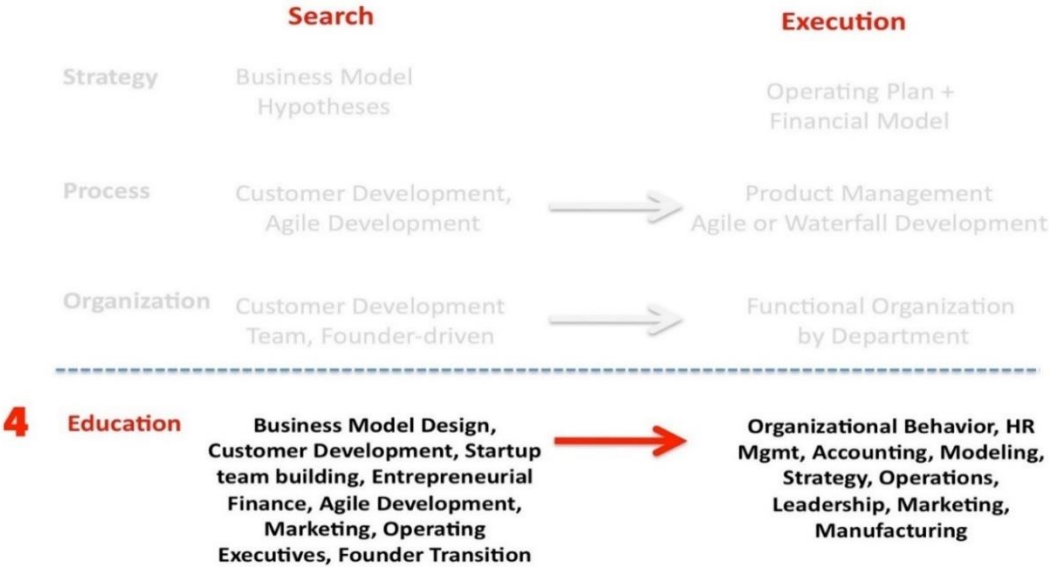 Search
Execution
Strategy
Business Model
Hypotheses
Operating Plan +
Financial Model
Process
Customer Development,
Agile Development
Product Management
Agile or Waterfall Development
Organization
Customer Development
Team, Founder-driven
Functional Organization
by Department
4
Education
Business Model Design,
Customer Development, Startup
team building, Entrepreneurial
Finance, Agile Development,
Marketing, Operating
Executives, Founder Transition
Organizational Behavior, HR
Mgmt, Accounting, Modeling,
Strategy, Operations,
Leadership, Marketing,
Manufacturing